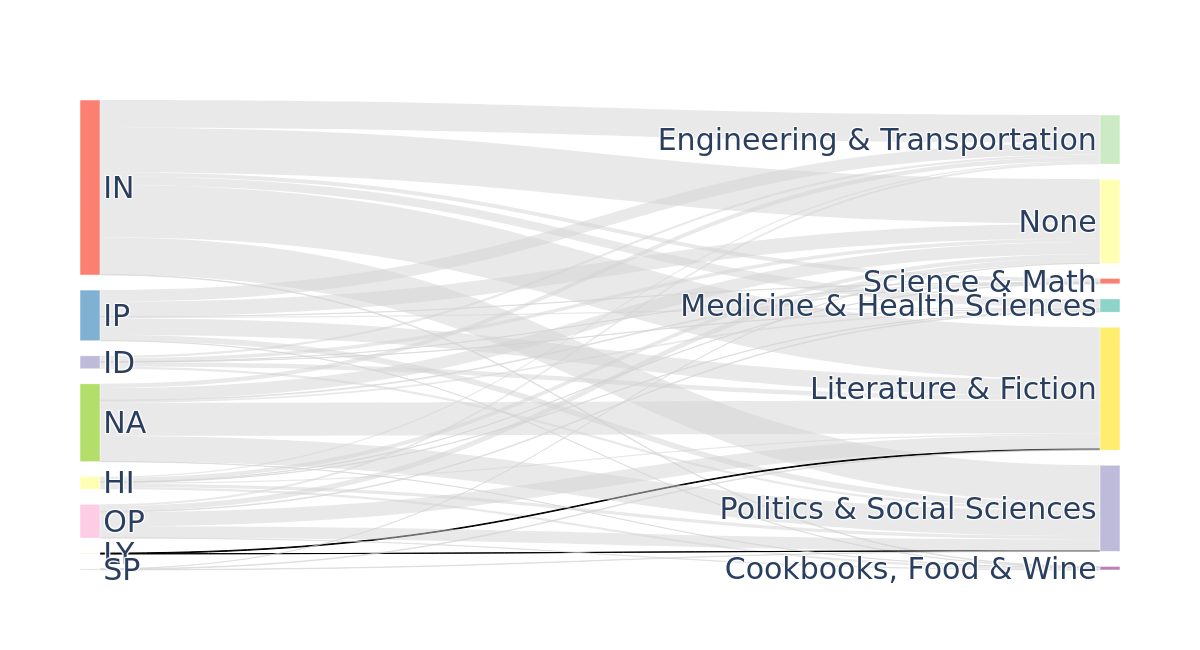 IN
IP
ID
NA
HI
OP
LY
SP
Engineering & Transportation
None
Science & Math
Medicine & Health Sciences
Literature & Fiction
Politics & Social Sciences
Cookbooks, Food & Wine